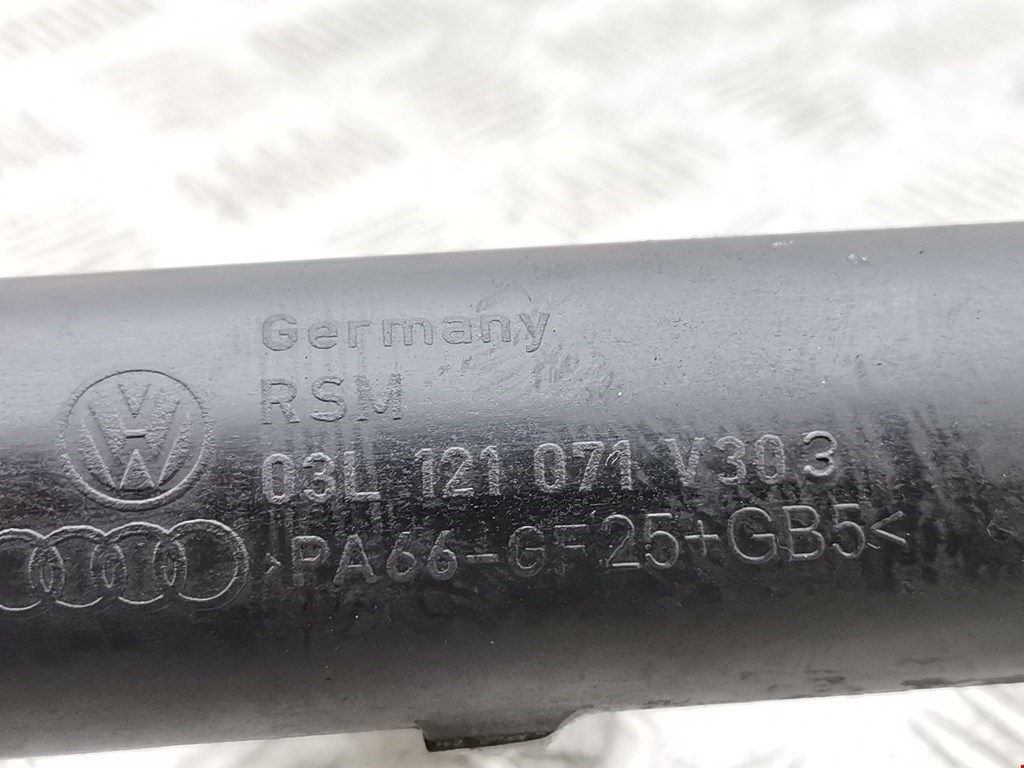 Germany
RSM
03L 121 071 V303
>PA66-GF25+GB5<